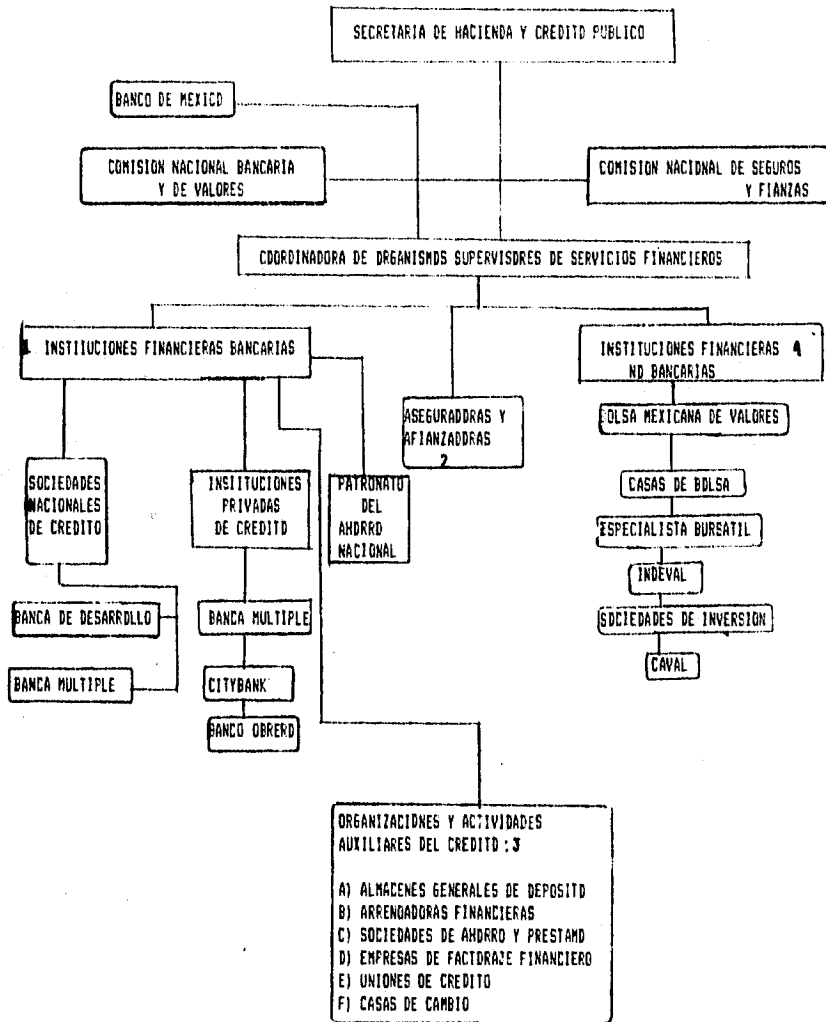 SECRETARIA DE HACIENDA Y CREDITO PUBLICO
BANCO DE MEXICO
COMISION NACIONAL BANCARIA
Y DE VALORES
COMISION NACIONAL DE SEGUROS
Y FIANZAS
COORDINADORA DE ORGANISMOS SUPERVISORES DE SERVICIOS FINANCIEROS
1 INSTITUCIONES FINANCIERAS BANCARIAS
INSTITUCIONES FINANCIERAS 4
NO BANCARIAS
ASEGURADORAS Y
AFIANZADORAS
2
BOLSA MEXICANA DE VALORES
SOCIEDADES
NACIONALES
DE CREDITO
INSTITUCIONES
PRIVADAS
DE CREDITO
PATRONATO
DEL
AHORRO
NACIONAL
CASAS DE BOLSA
ESPECIALISTA BURSATIL
INDEVAL
SOCIEDADES DE INVERSION
CAVAL
BANCA DE DESARROLLO
BANCA MULTIPLE
BANCA MULTIPLE
CITYBANK
BANCO OBRERO
ORGANIZACIONES Y ACTIVIDADES
AUXILIARES DEL CREDITO :3
A) ALMACENES GENERALES DE DEPOSITO
B) ARRENDADORAS FINANCIERAS
C) SOCIEDADES DE AHORRO Y PRESTAMO
D) EMPRESAS DE FACTORAJE FINANCIERO
E) UNIONES DE CREDITO
F) CASAS DE CAMBIO